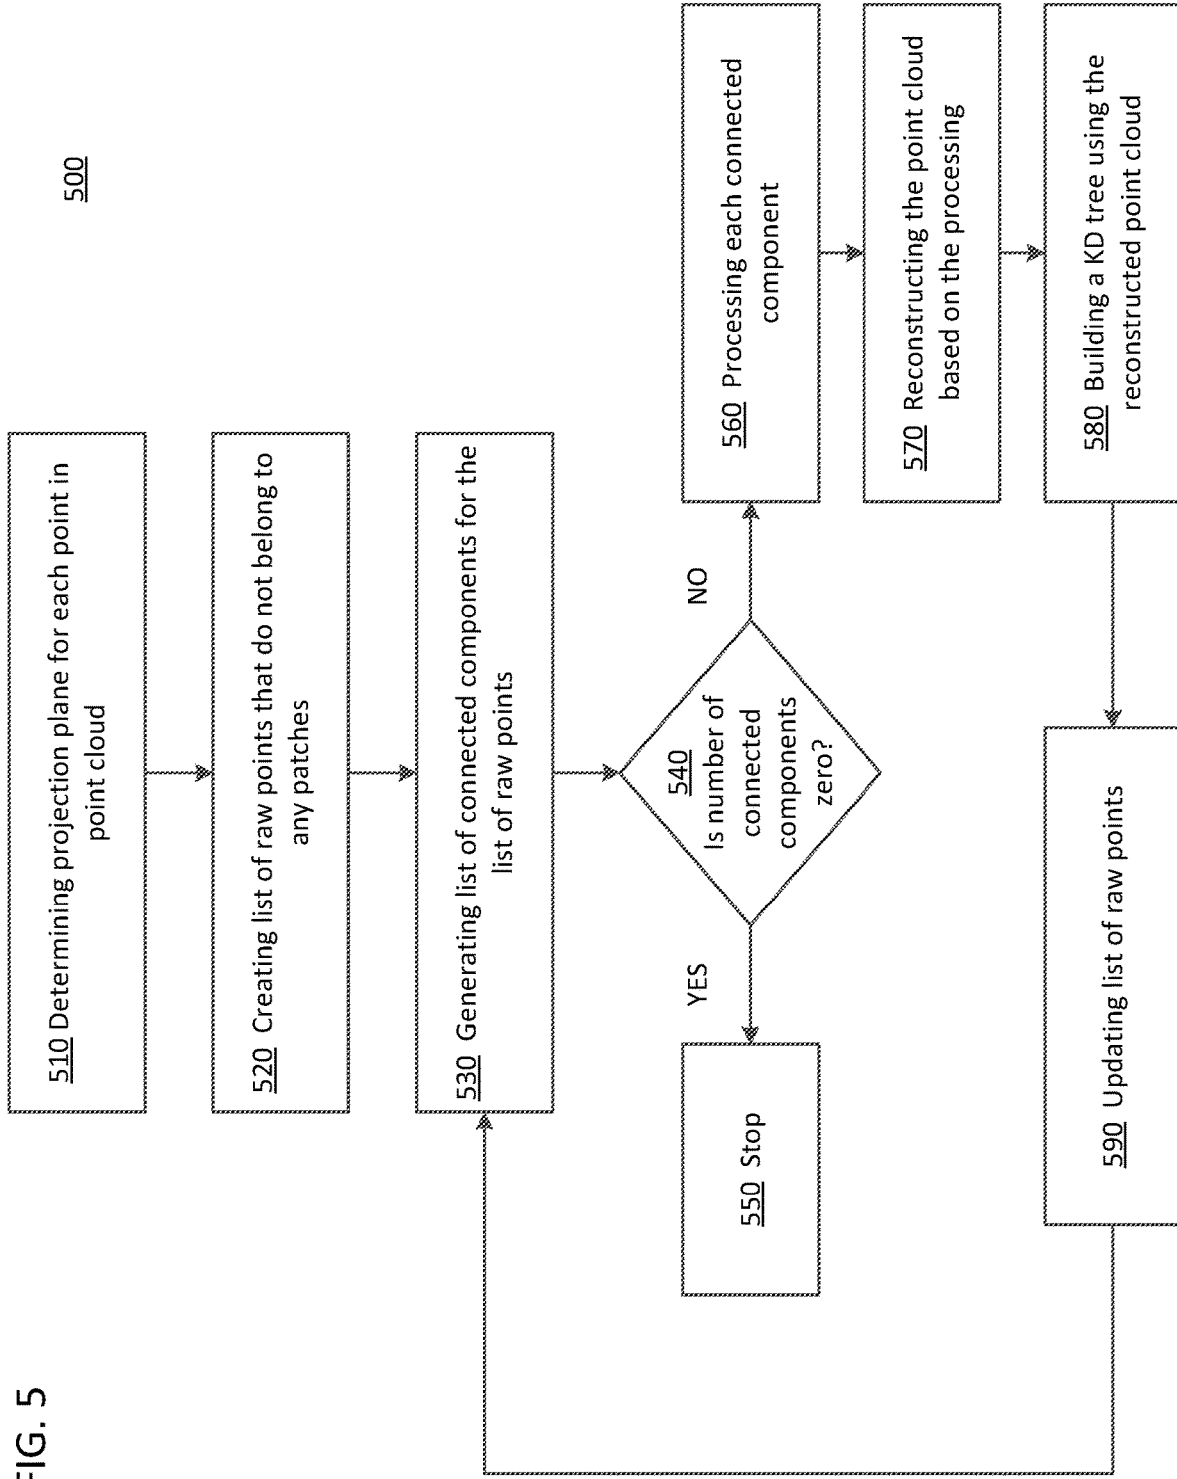 FIG. 5
500
510 Determining projection plane for each point in
point cloud
520 Creating list of raw points that do not belong to
any patches
530 Generating list of connected components for the
list of raw points
540
Is number of
connected
components
zero?
YES
NO
550 Stop
560 Processing each connected
component
570 Reconstructing the point cloud
based on the processing
580 Building a KD tree using the
reconstructed point cloud
590 Updating list of raw points